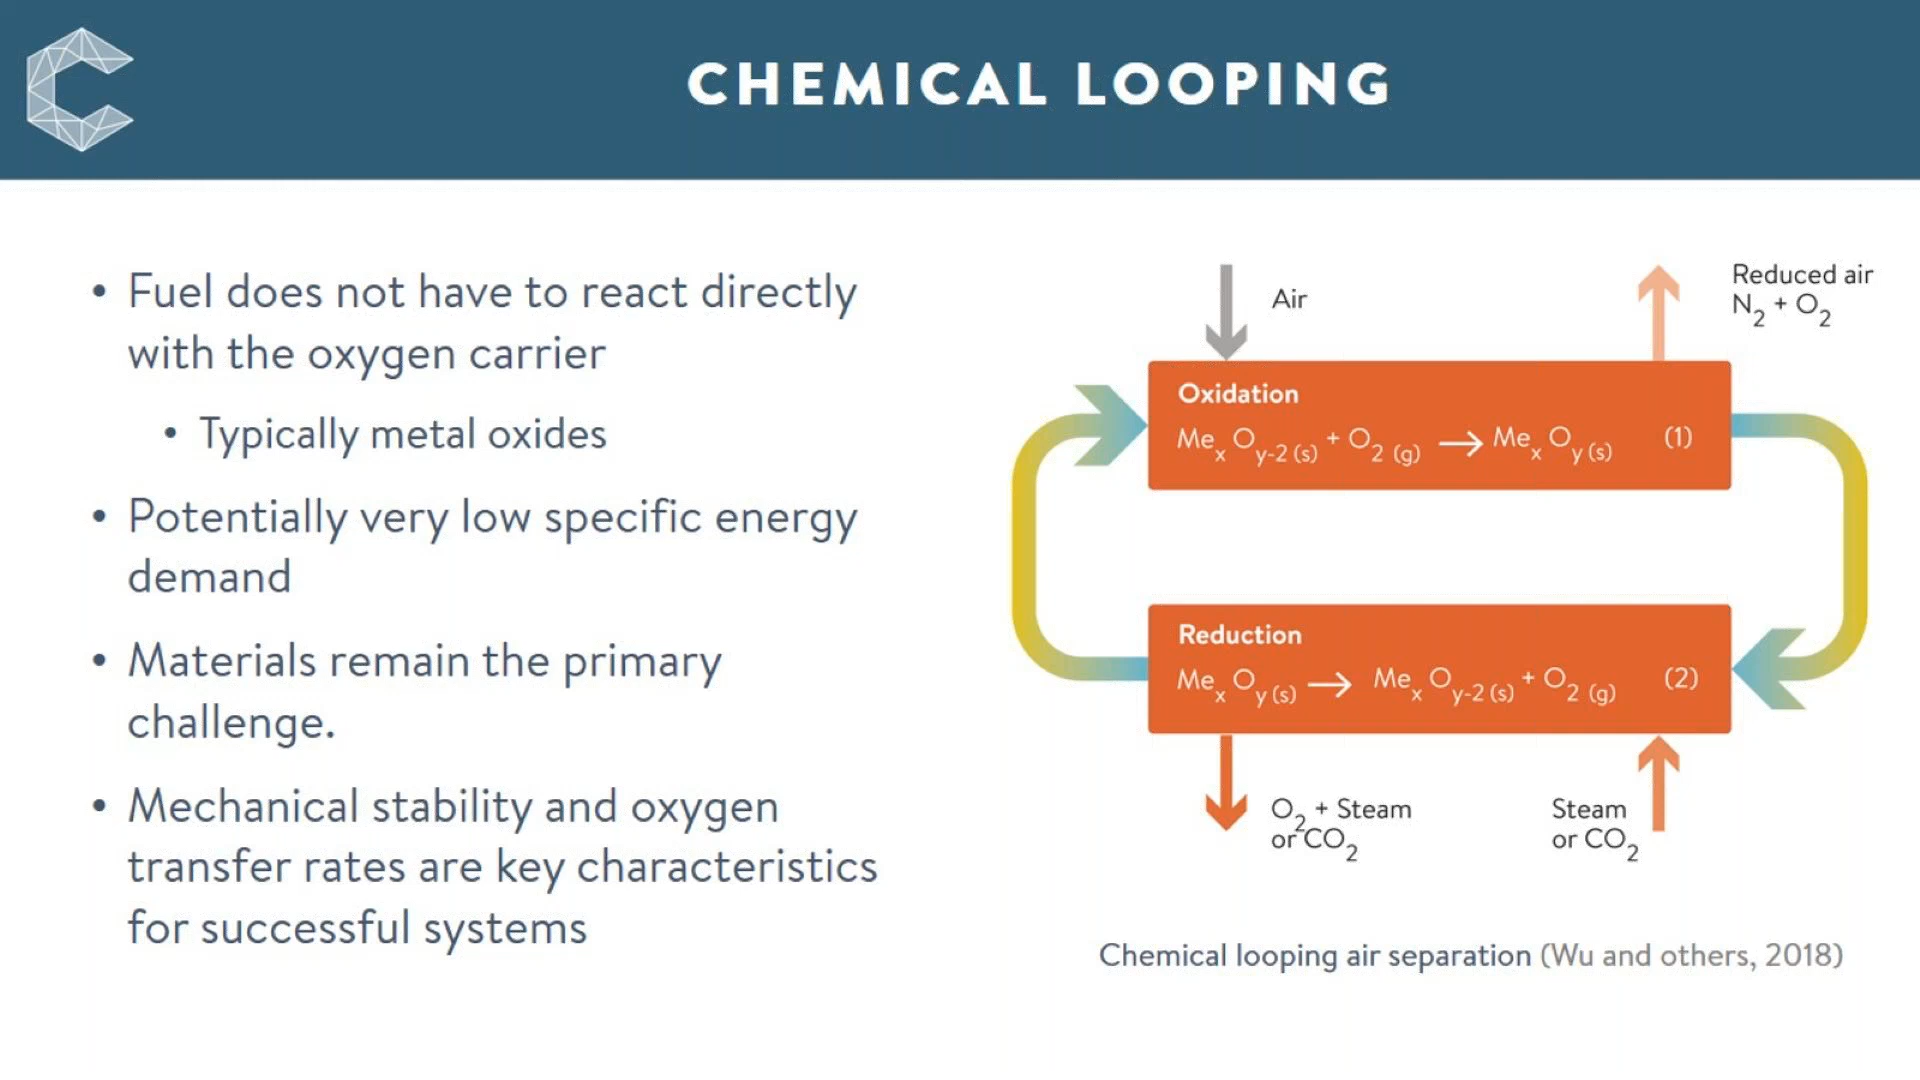 CHEMICAL LOOPING
• Fuel does not have to react directly
with the oxygen carrier
• Typically metal oxides
• Potentially very low specific energy
demand
• Materials remain the primary
challenge.
• Mechanical stability and oxygen
transfer rates are key characteristics
for successful systems
Air
Reduced air
N₂ + O₂
Oxidation
Meₓ Oy-2 (s) + O₂ (g) → Meₓ Oy (s) (1)
Reduction
Meₓ Oy (s) → Meₓ Oy-2 (s) + O₂ (g) (2)
O₂ + Steam
or CO₂
Steam
or CO₂
Chemical looping air separation (Wu and others, 2018)